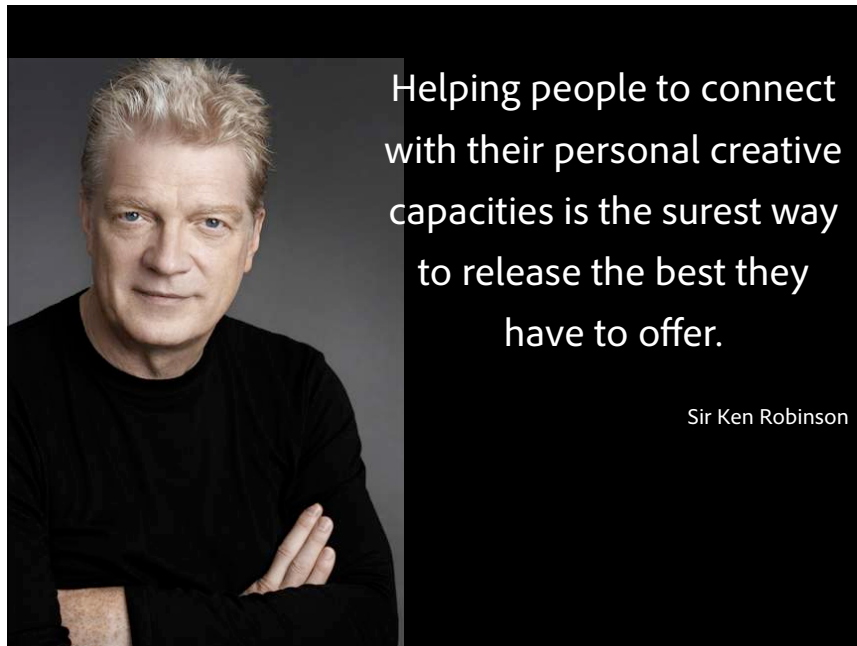 Helping people to connect
with their personal creative
capacities is the surest way
to release the best they
have to offer.
Sir Ken Robinson